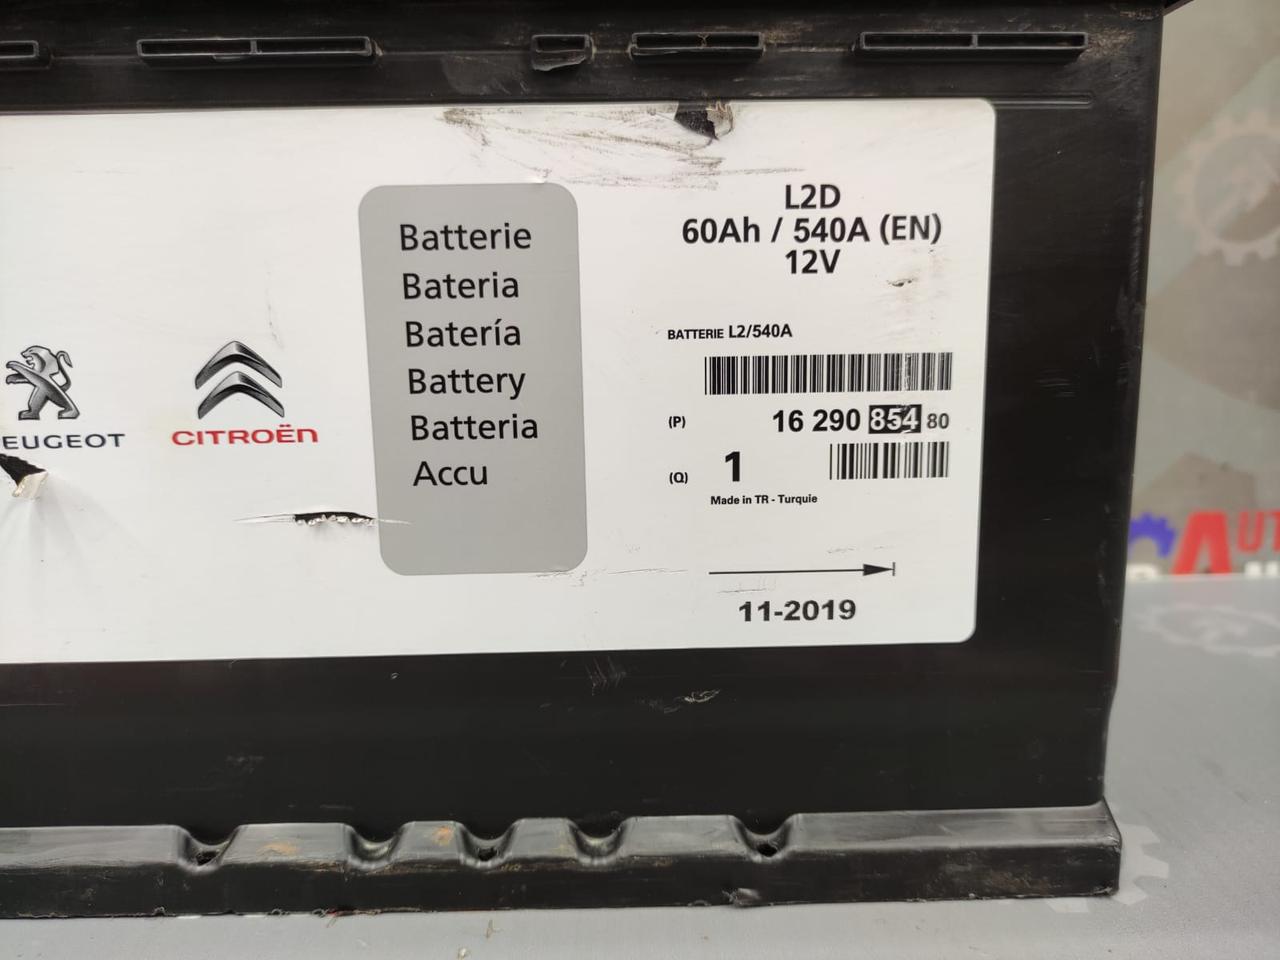 L2D
60Ah / 540A (EN)
12V
BATTERIE L2/540A
(P) 16 290 854 80
(Q) 1
Made in TR - Turquie
11-2019
Batterie
Bateria
Batería
Battery
Batteria
Accu
EUGEOT
CITROËN